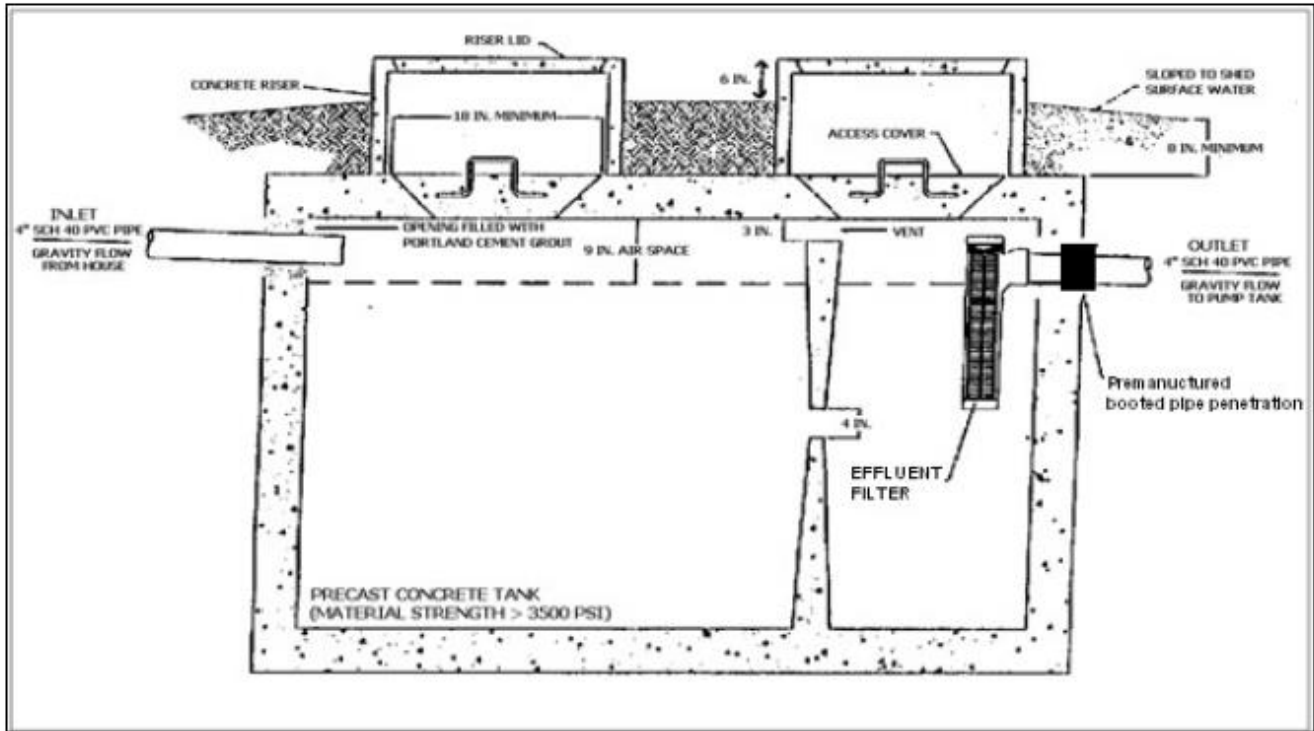 RISER LID
CONCRETE RISER
6 IN.
SLOPED TO SHED
SURFACE WATER
18 IN. MINIMUM
ACCESS COVER
8 IN. MINIMUM
INLET
4" SCH 40 PVC PIPE
GRAVITY FLOW
FROM HOUSE
OPENING FILLED WITH
PORTLAND CEMENT GROUT
9 IN. AIR SPACE
3 IN.
VENT
OUTLET
4" SCH 40 PVC PIPE
GRAVITY FLOW
TO PUMP TANK
Premanuctured
booted pipe penetration
4 IN.
EFFLUENT
FILTER
PRECAST CONCRETE TANK
(MATERIAL STRENGTH > 3500 PSI)